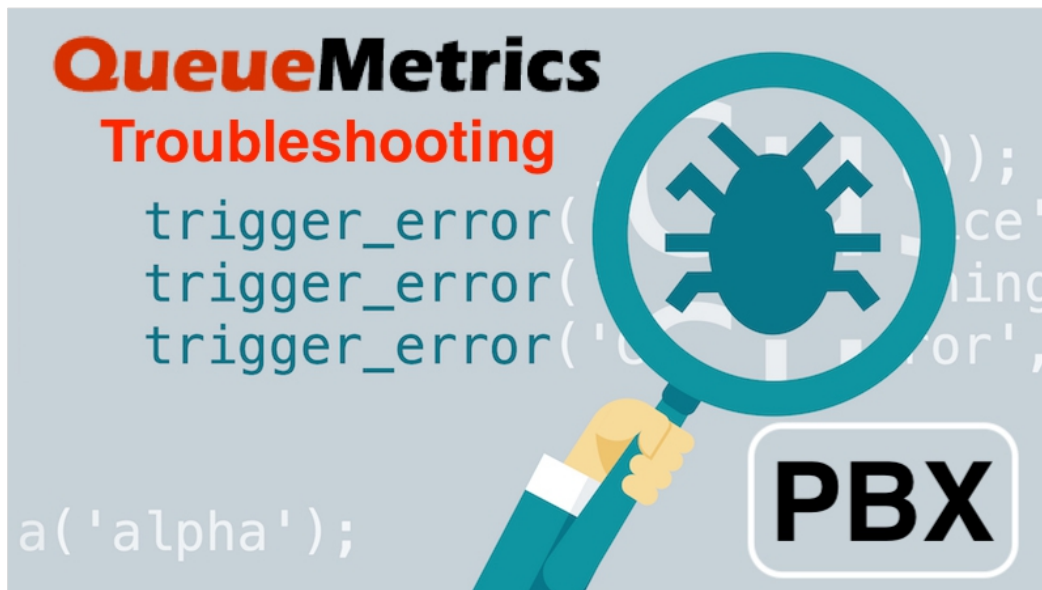 QueueMetrics
Troubleshooting
trigger_error(
trigger_error(
trigger_error('
a('alpha');
PBX